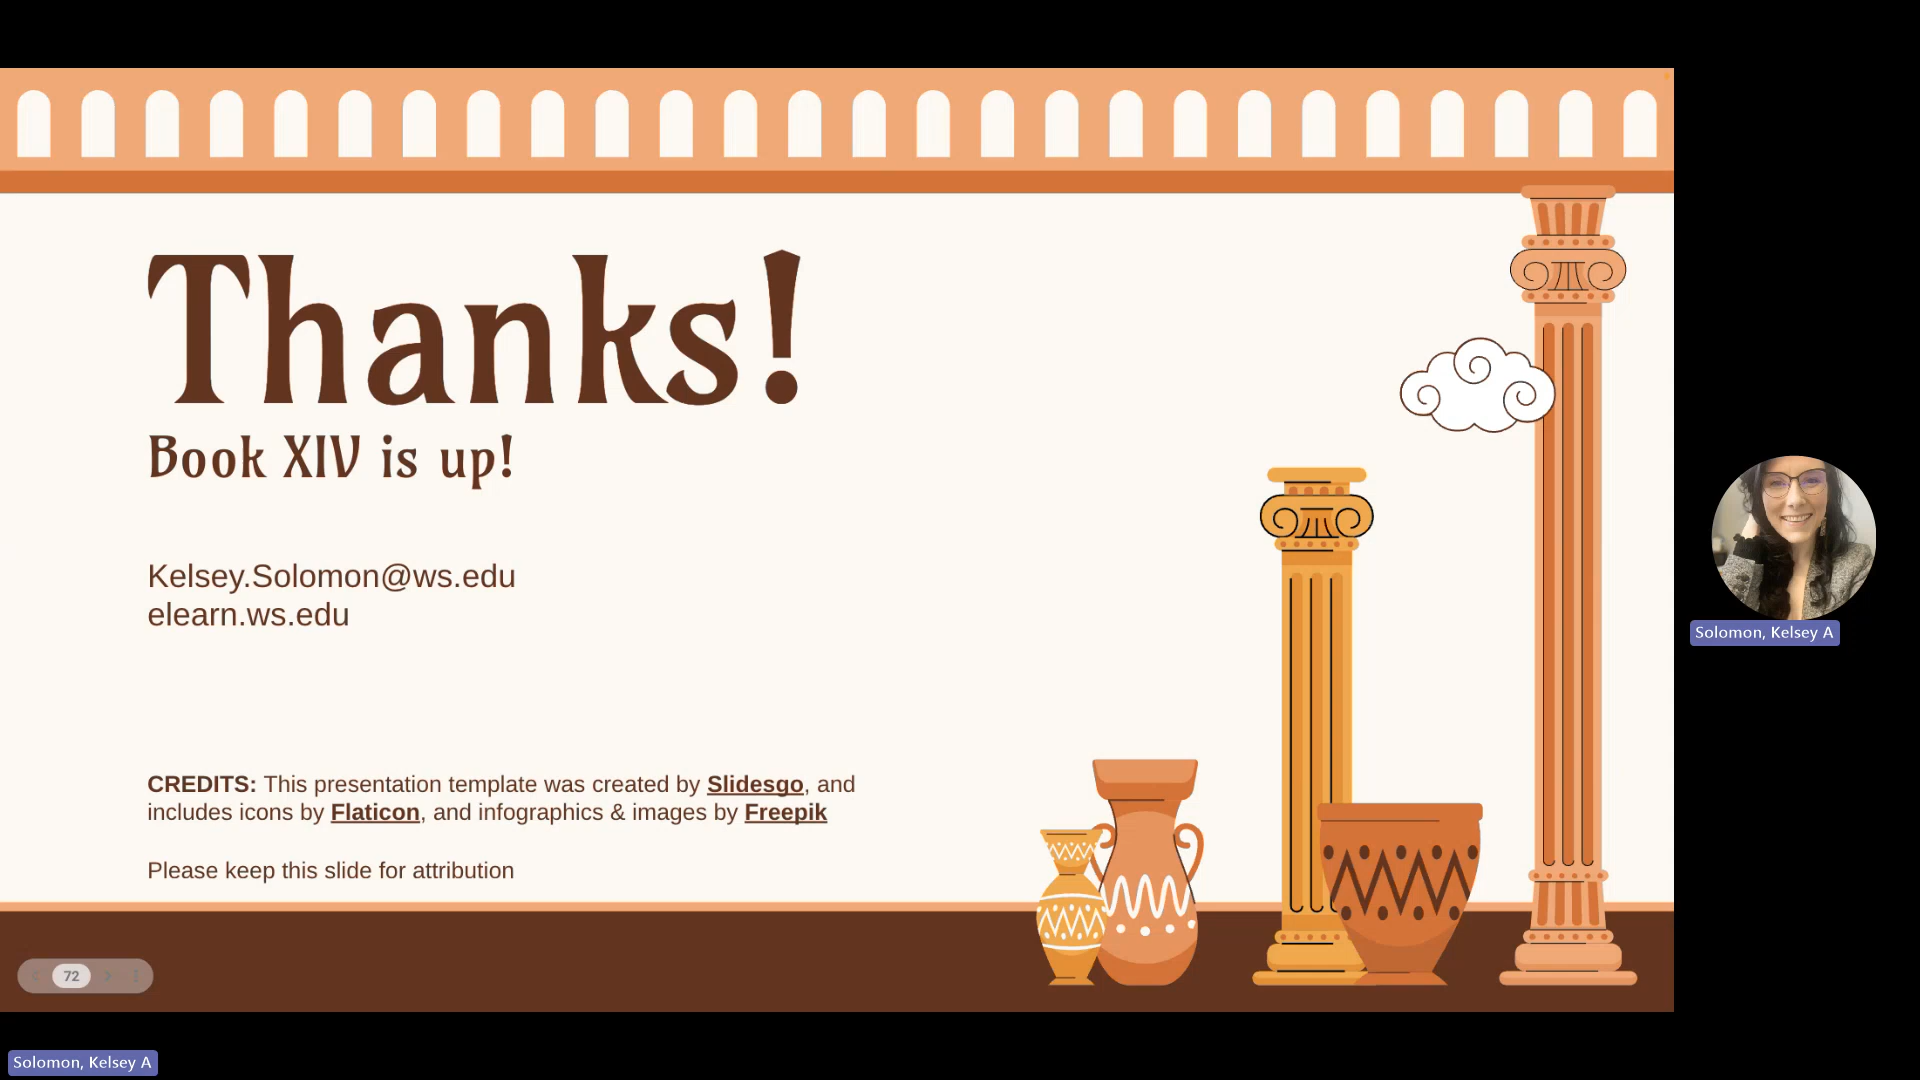 Thanks!
Book XIV is up!
Kelsey.Solomon@ws.edu
elearn.ws.edu
CREDITS: This presentation template was created by Slidesgo, and
includes icons by Flaticon, and infographics & images by Freepik
Please keep this slide for attribution
72
Solomon, Kelsey A
Solomon, Kelsey A